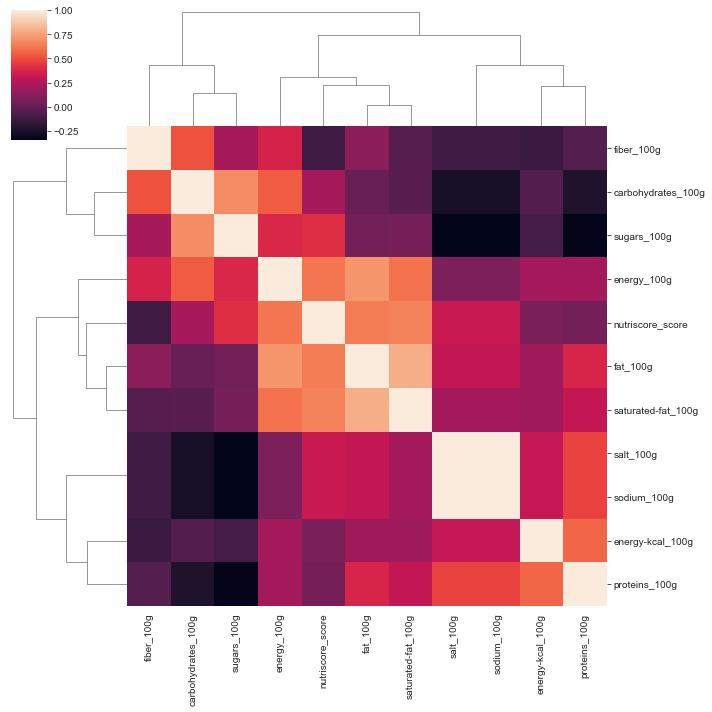 1.00
0.75
0.50
0.25
0.00
−0.25
fiber_100g
carbohydrates_100g
sugars_100g
energy_100g
nutriscore_score
fat_100g
saturated-fat_100g
salt_100g
sodium_100g
energy-kcal_100g
proteins_100g
fiber_100g
carbohydrates_100g
sugars_100g
energy_100g
nutriscore_score
fat_100g
saturated-fat_100g
salt_100g
sodium_100g
energy-kcal_100g
proteins_100g